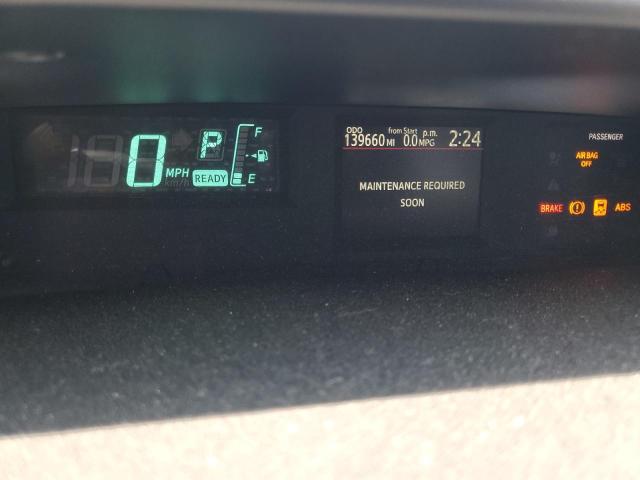 0 MPH
P
READY
F
E
ODO from Start p.m.
139660 MI 0.0 MPG 2:24
MAINTENANCE REQUIRED
SOON
PASSENGER
AIR BAG
OFF
BRAKE ABS